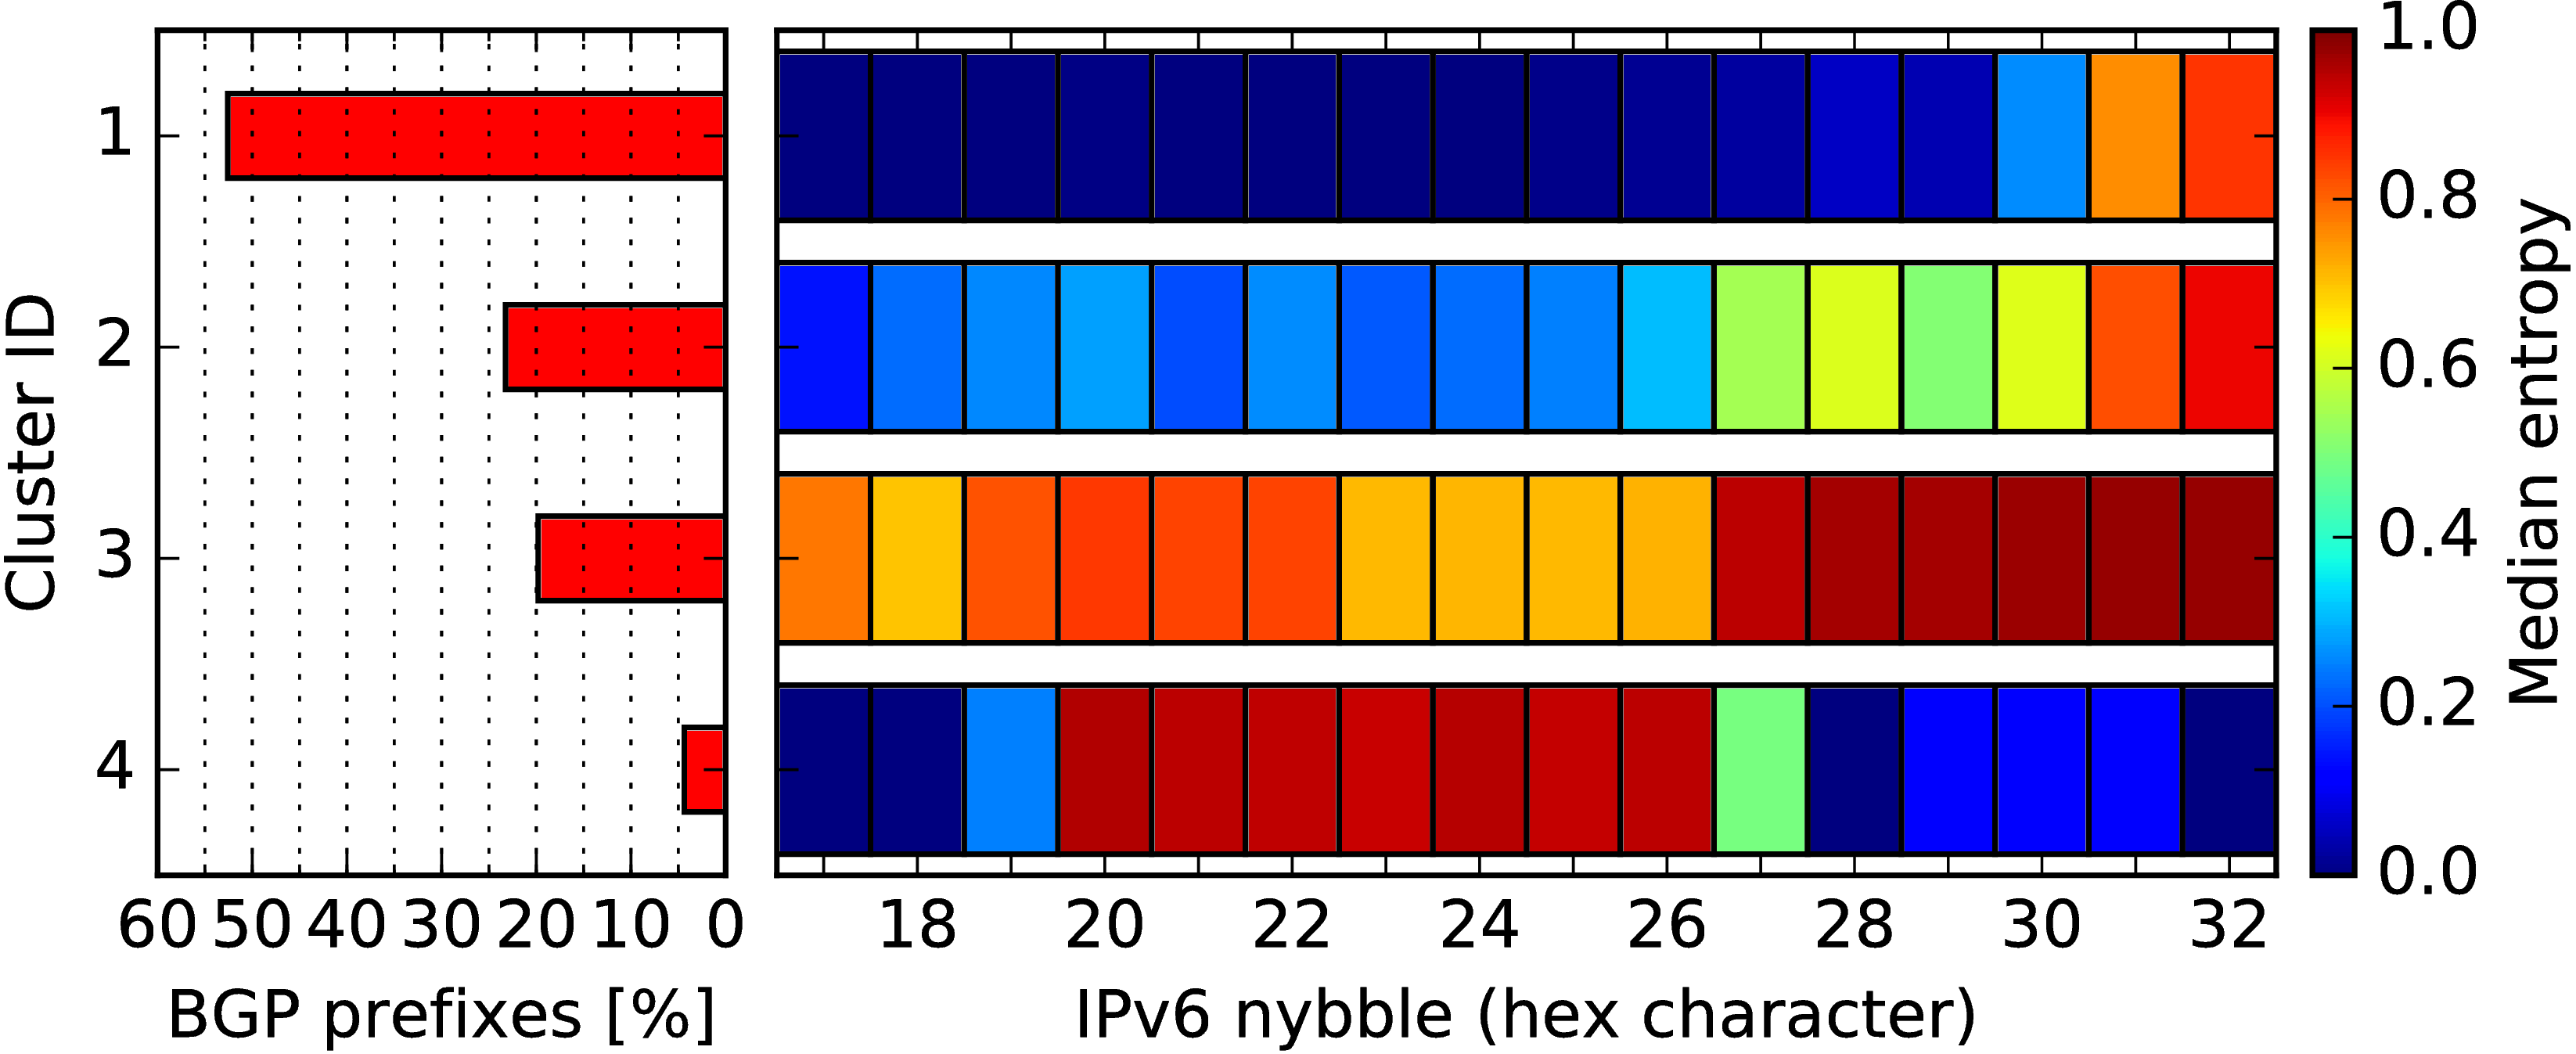 Cluster ID
1
2
3
4
60 50 40 30 20 10 0
BGP prefixes [%]
18 20 22 24 26 28 30 32
IPv6 nybble (hex character)
1.0
0.8
0.6
0.4
0.2
0.0
Median entropy